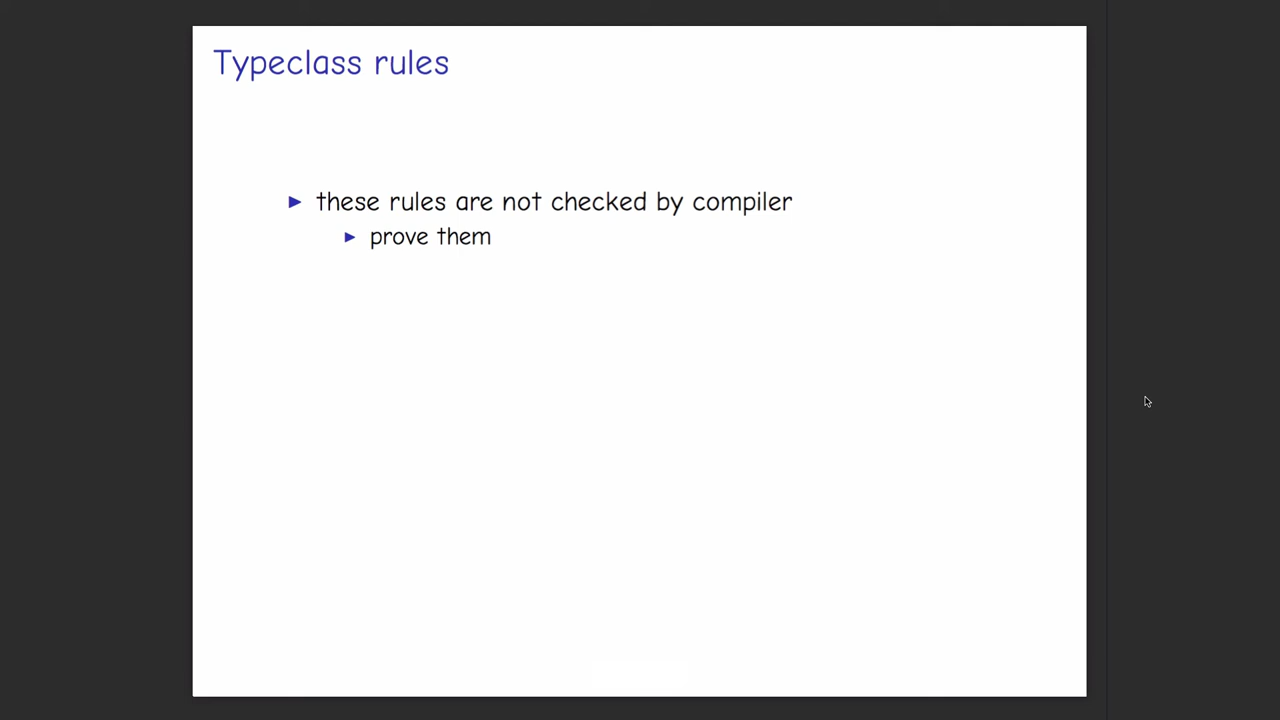 Typeclass rules
these rules are not checked by compiler
prove them